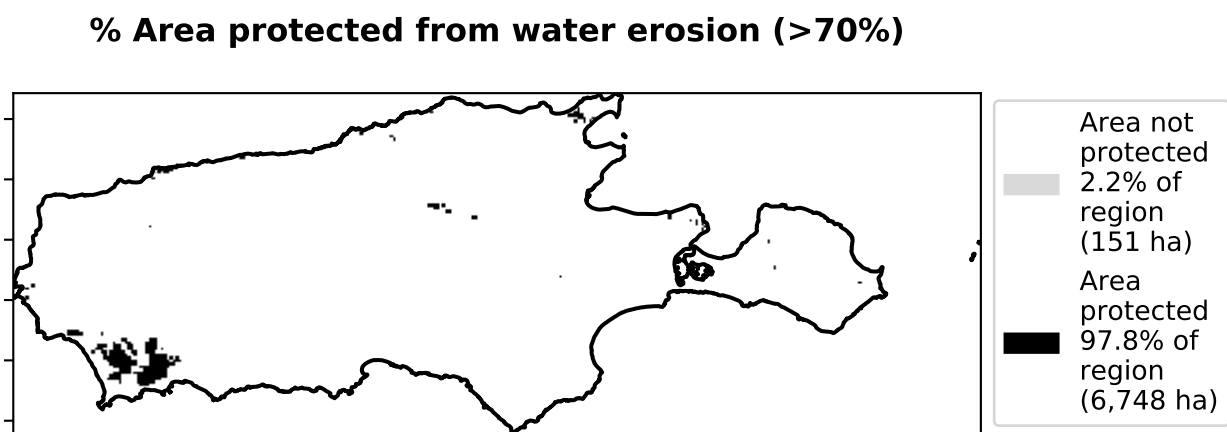 % Area protected from water erosion (>70%)
Area not
protected
2.2% of
region
(151 ha)
Area
protected
97.8% of
region
(6,748 ha)